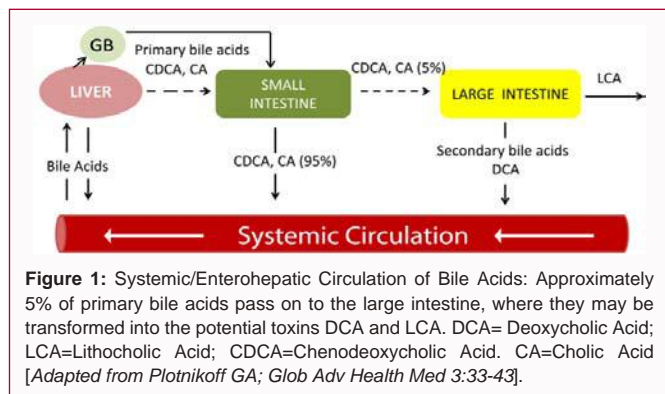 GB
Primary bile acids
CDCA, CA
CDCA, CA (5%)
LCA
LIVER
SMALL
INTESTINE
LARGE INTESTINE
Bile Acids
CDCA, CA (95%)
Secondary bile acids
DCA
Systemic Circulation
Figure 1: Systemic/Enterohepatic Circulation of Bile Acids: Approximately
5% of primary bile acids pass on to the large intestine, where they may be
transformed into the potential toxins DCA and LCA. DCA= Deoxycholic Acid;
LCA=Lithocholic Acid; CDCA=Chenodeoxycholic Acid. CA=Cholic Acid
[Adapted from Plotnikoff GA; Glob Adv Health Med 3:33-43].